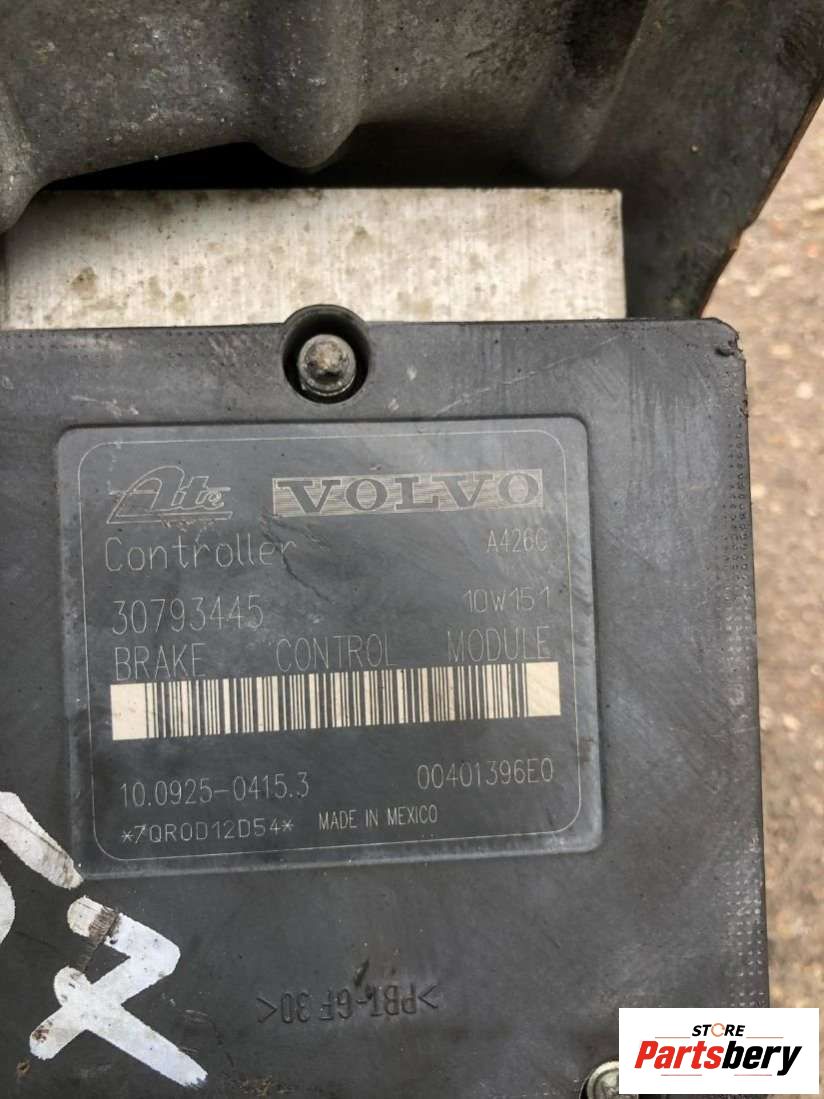 Ate VOLVO
Controller A426C
30793445 10W151
BRAKE CONTROL MODULE
10.0925-0415.3 00401396E0
*7QR0D12D54* MADE IN MEXICO
>PBT-GF30<
STORE
Partsbery